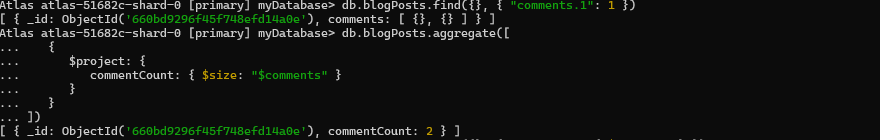 Atlas atlas-51682c-shard-0 [primary] myDatabase> db.blogPosts.find({}, { "comments.1": 1 })
[ { _id: ObjectId('660bd9296f45f748efd14a0e'), comments: [ {}, {} ] } ]
Atlas atlas-51682c-shard-0 [primary] myDatabase> db.blogPosts.aggregate([
...     {
...        $project: {
...           commentCount: { $size: "$comments" }
...        }
...     }
... ])
[ { _id: ObjectId('660bd9296f45f748efd14a0e'), commentCount: 2 } ]